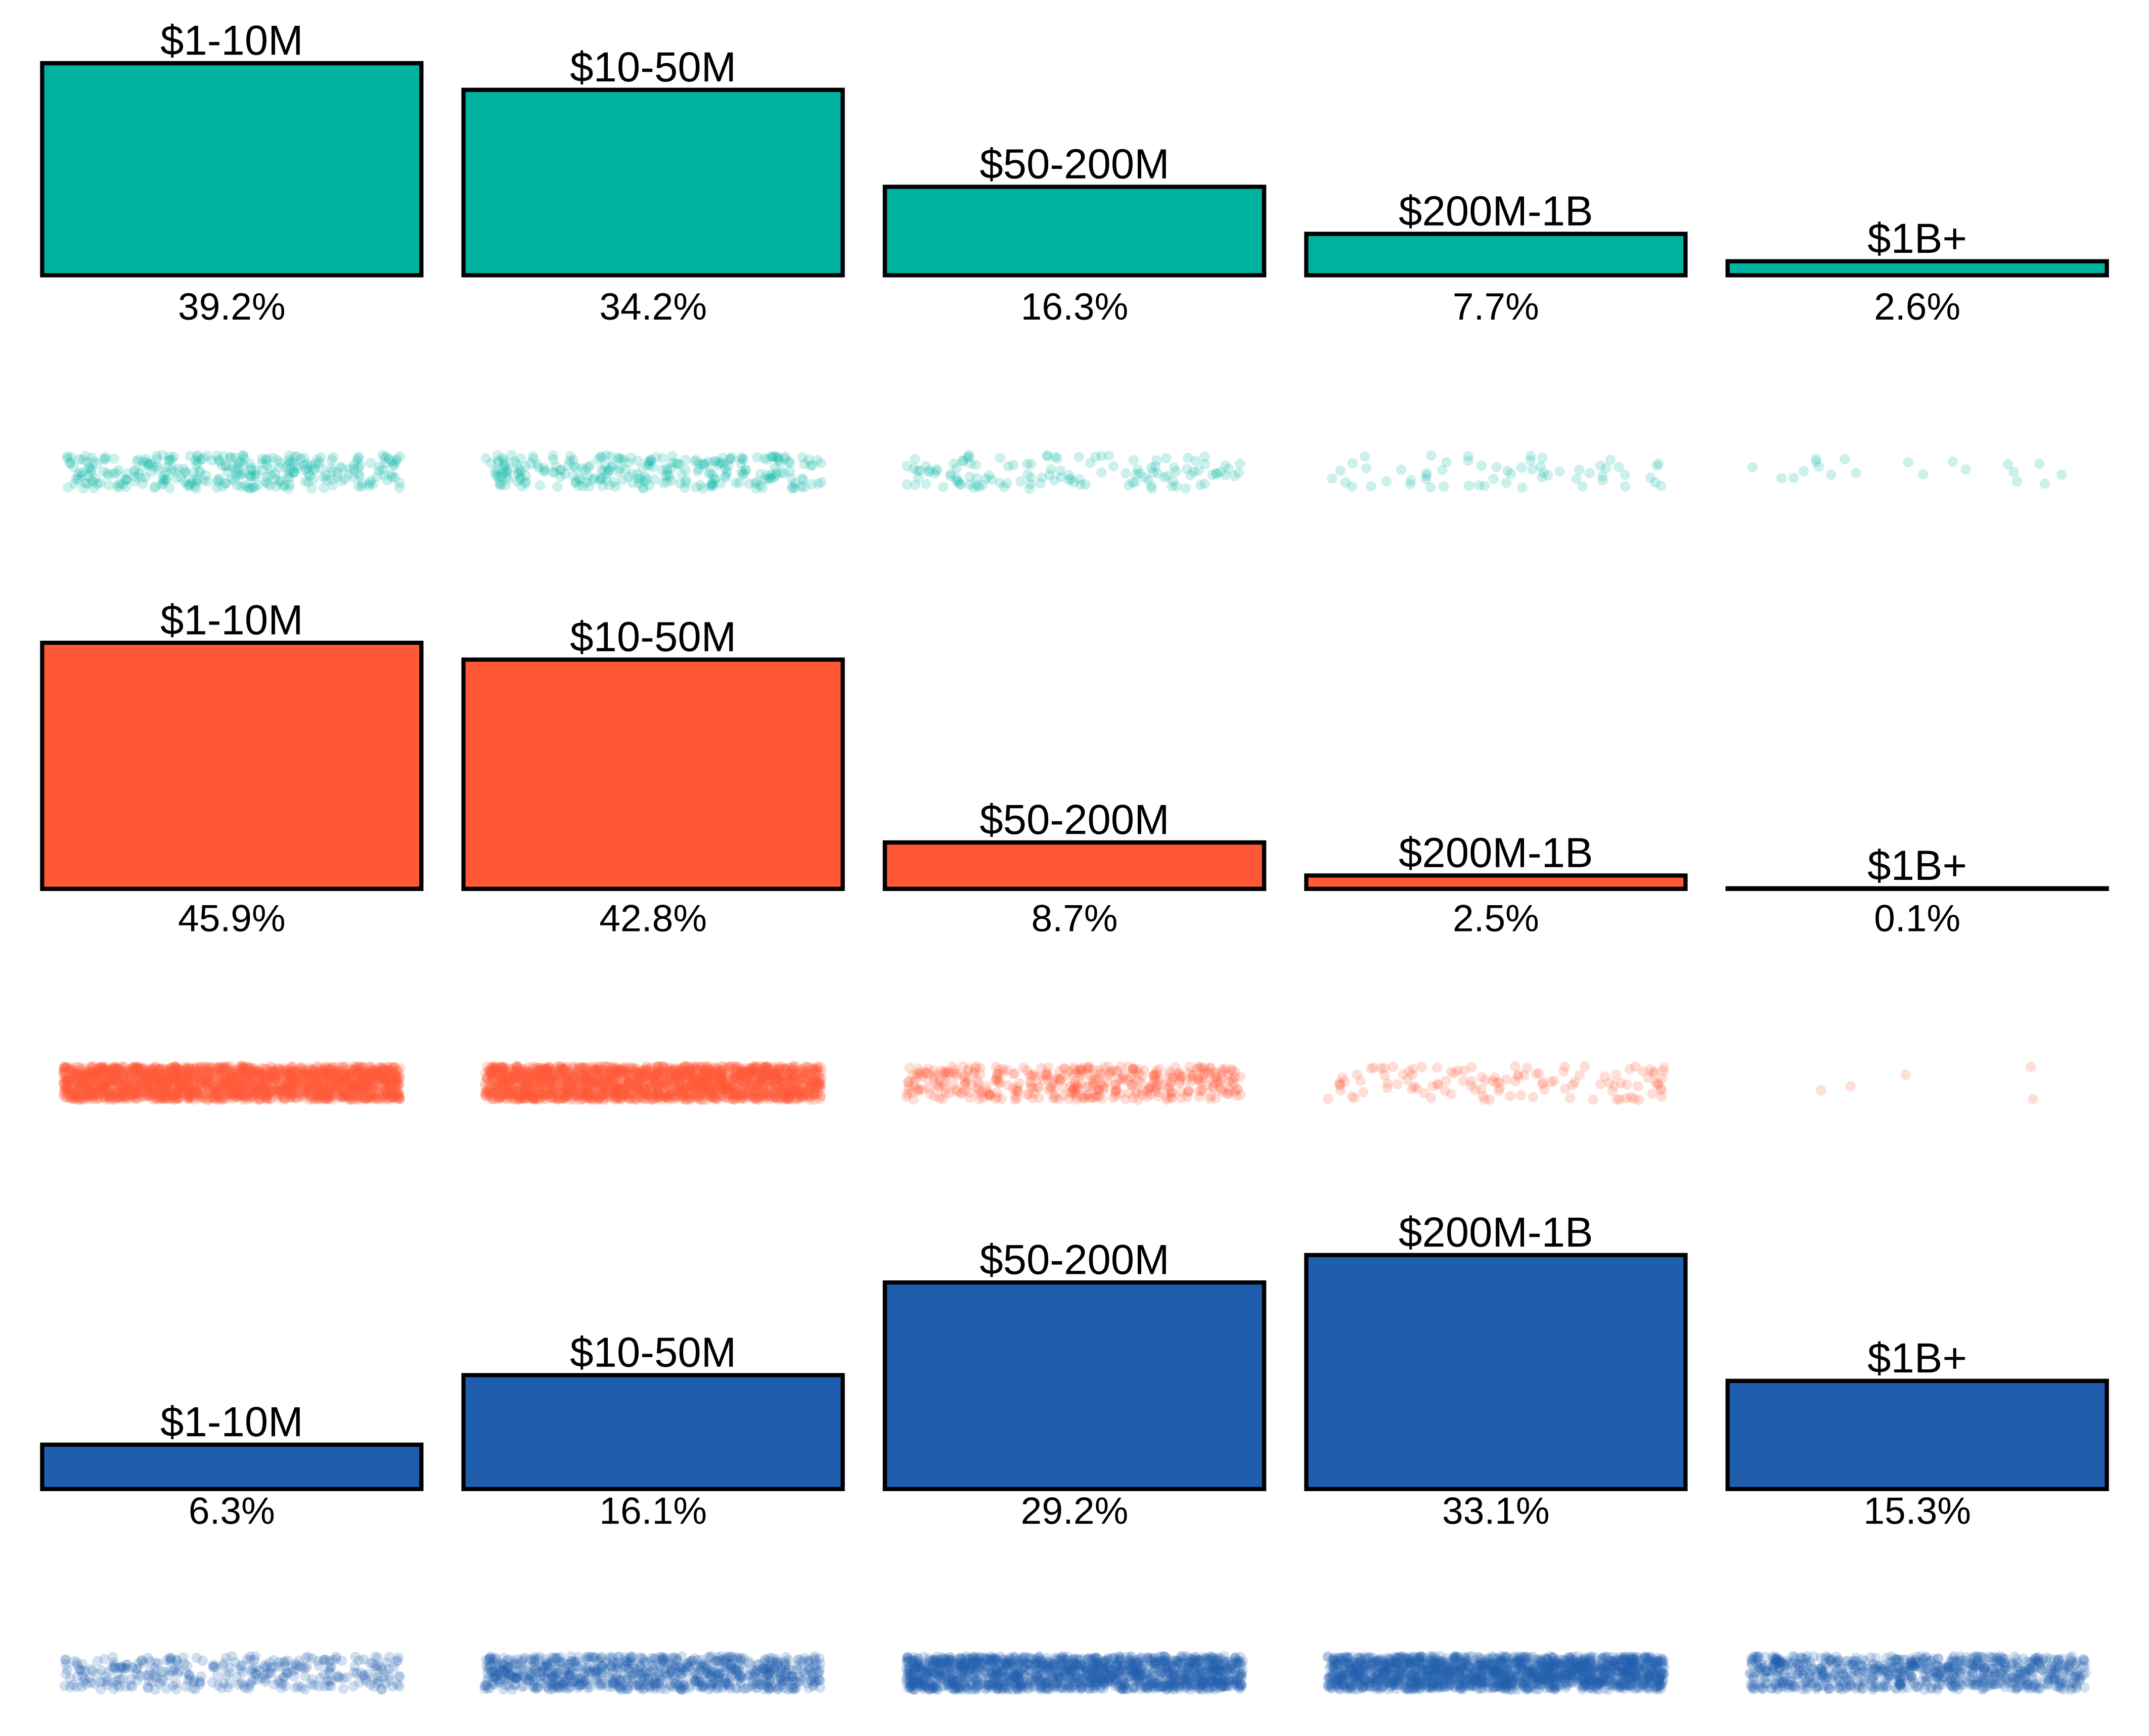 $1-10M
$10-50M
$50-200M
$200M-1B
$1B+
39.2%
34.2%
16.3%
7.7%
2.6%
$1-10M
$10-50M
$50-200M
$200M-1B
$1B+
45.9%
42.8%
8.7%
2.5%
0.1%
$1-10M
$10-50M
$50-200M
$200M-1B
$1B+
6.3%
16.1%
29.2%
33.1%
15.3%